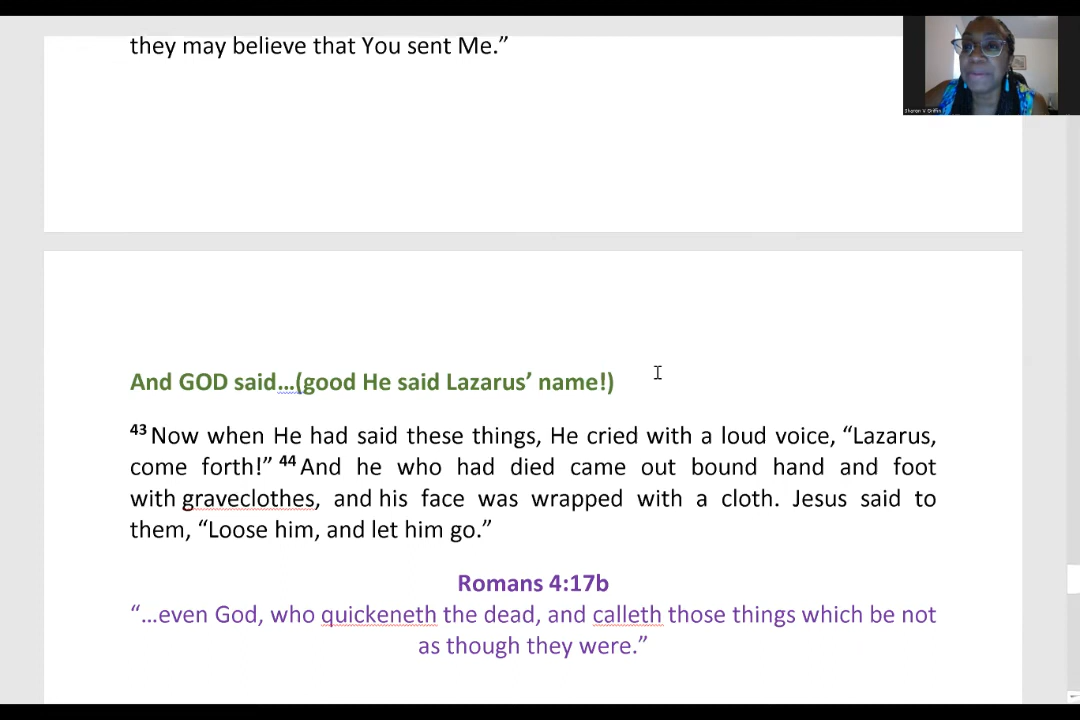 they may believe that You sent Me.”
Sharon V Griffin
And GOD said…(good He said Lazarus’ name!)
43 Now when He had said these things, He cried with a loud voice, “Lazarus,
come forth!” 44 And he who had died came out bound hand and foot
with graveclothes, and his face was wrapped with a cloth. Jesus said to
them, “Loose him, and let him go.”
Romans 4:17b
“…even God, who quickeneth the dead, and calleth those things which be not
as though they were.”